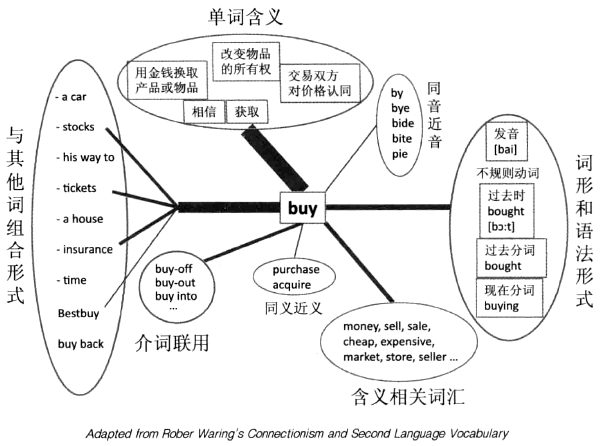 单词含义
用金钱换取
产品或物品
改变物品
的所有权
交易双方
对价格认同
相信
获取
by
bye
bide
bite
pie
同音近音
- a car
- stocks
- his way to
- tickets
- a house
- insurance
- time
Bestbuy
buy back
与其他词组合形式
buy
发音
[bai]
不规则动词
过去时
bought
[bɔ:t]
过去分词
bought
现在分词
buying
词形和语法形式
buy-off
buy-out
buy into
...
介词联用
purchase
acquire
同义近义
money, sell, sale,
cheap, expensive,
market, store, seller ...
含义相关词汇
Adapted from Rober Waring's Connectionism and Second Language Vocabulary